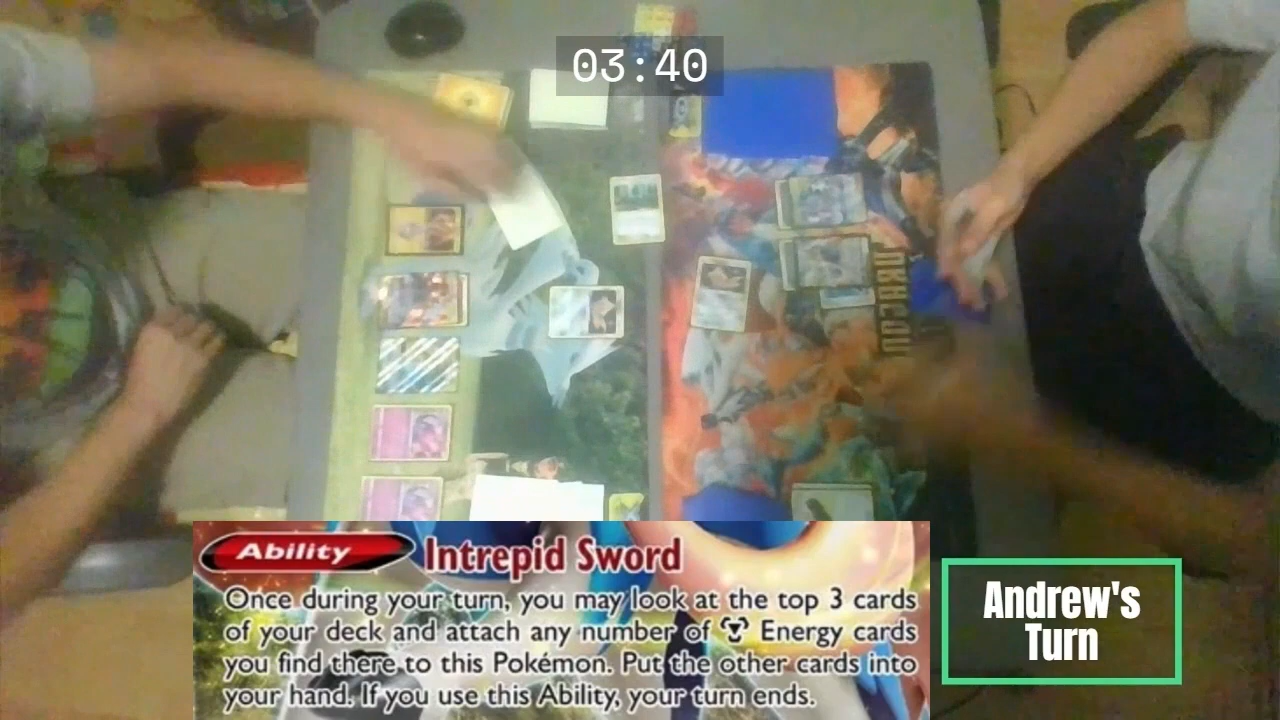 03:40
Ability Intrepid Sword
Once during your turn, you may look at the top 3 cards
of your deck and attach any number of Energy cards
you find there to this Pokémon. Put the other cards into
your hand. If you use this Ability, your turn ends.
Andrew's
Turn